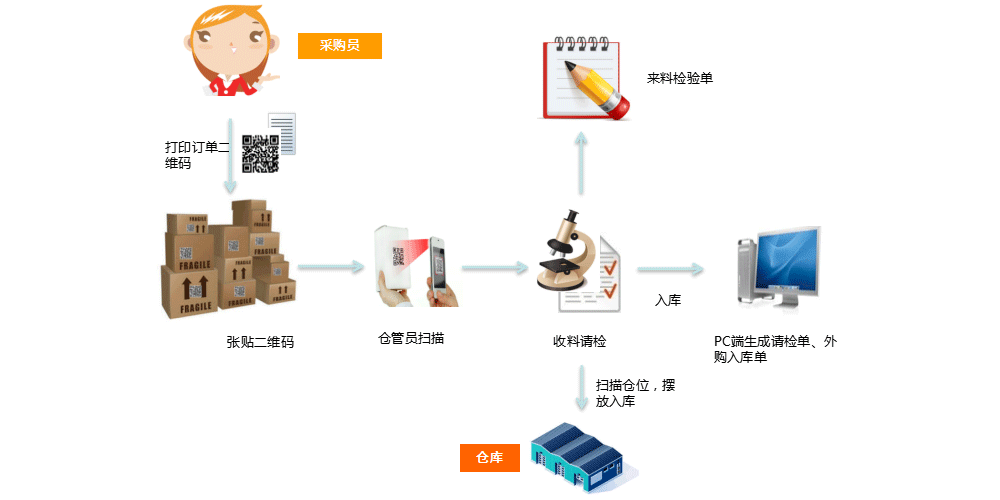 采购员
来料检验单
打印订单二
维码
FRAGILE
FRAGILE
FRAGILE
FRAGILE
FRAGILE
入库
张贴二维码
仓管员扫描
收料请检
PC端生成请检单、外
购入库单
扫描仓位，摆
放入库
仓库